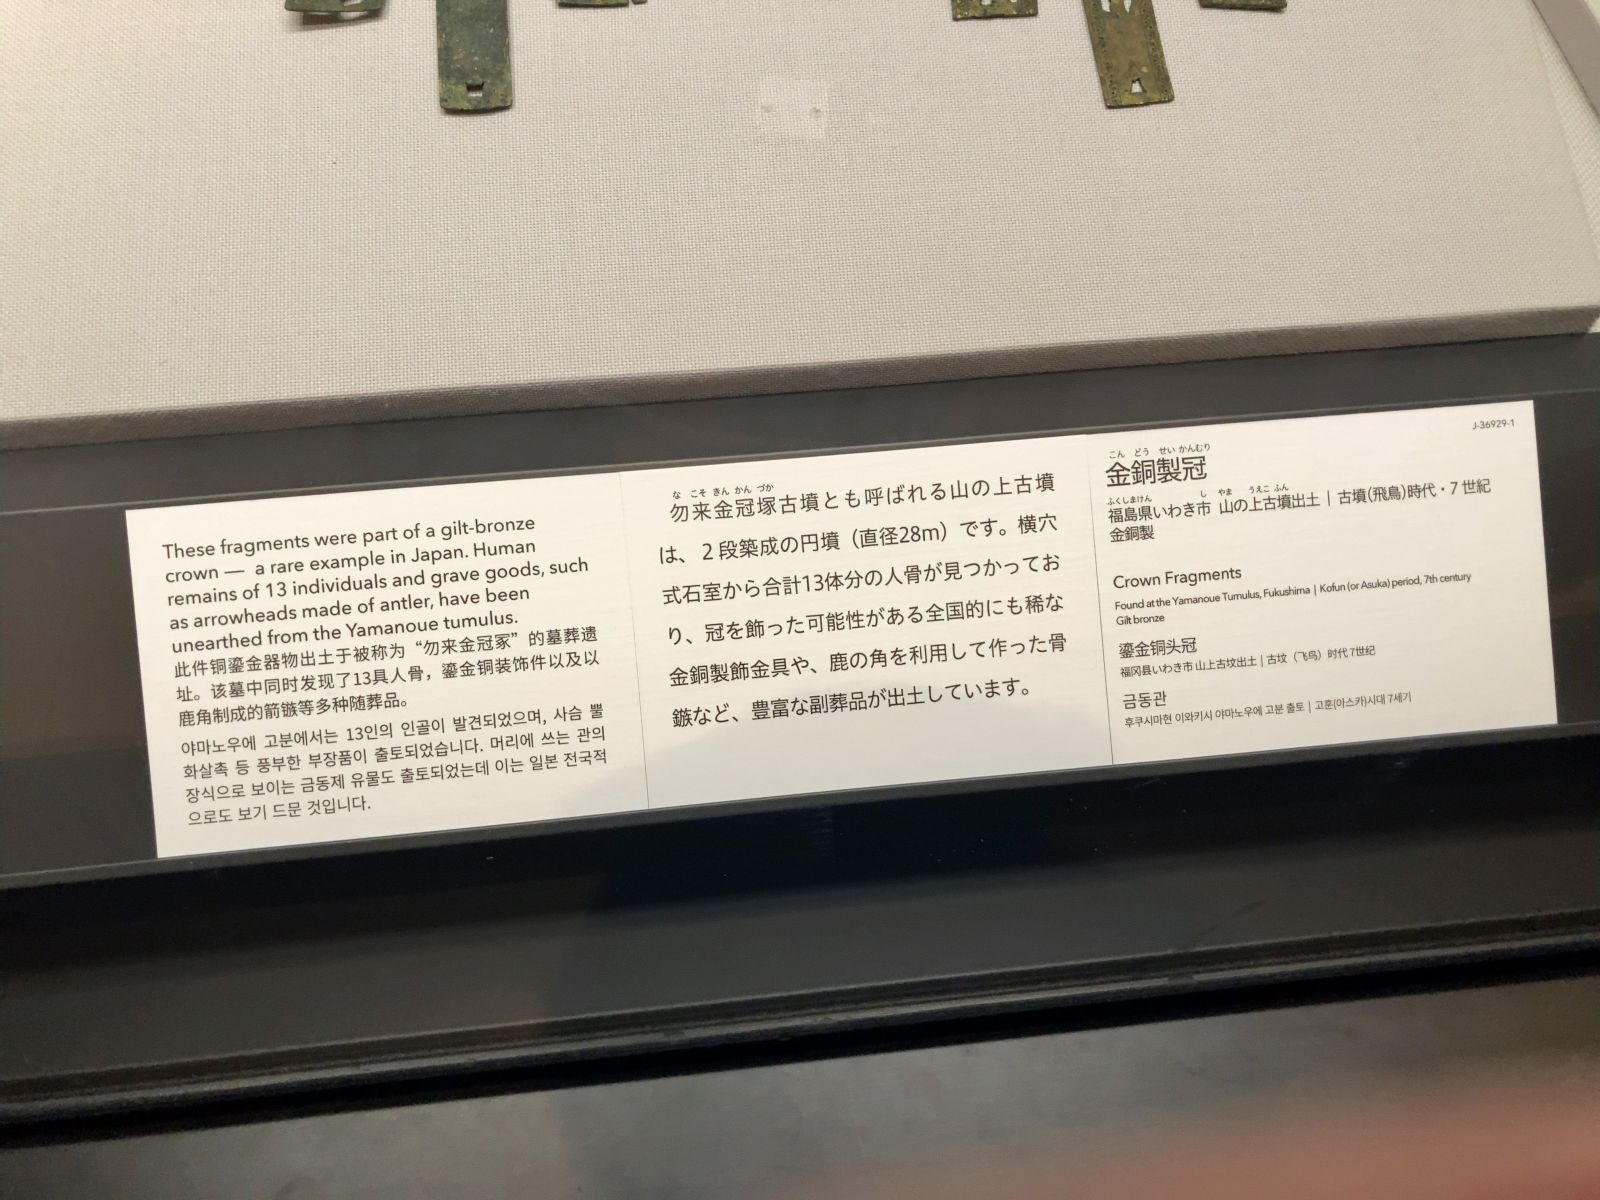 These fragments were part of a gilt-bronze
crown — a rare example in Japan. Human
remains of 13 individuals and grave goods, such
as arrowheads made of antler, have been
unearthed from the Yamanoue tumulus.
此件铜鎏金器物出土于被称为“勿来金冠冢”的墓葬遗
址。该墓中同时发现了13具人骨，鎏金铜装饰件以及以
鹿角制成的箭镞等多种随葬品。
야마노우에 고분에서는 13인의 인골이 발견되었으며, 사슴 뿔
화살촉 등 풍부한 부장품이 출토되었습니다. 머리에 쓰는 관의
장식으로 보이는 금동제 유물도 출토되었는데 이는 일본 전국적
으로도 보기 드문 것입니다.
な こそ きん かん づか
勿来金冠塚古墳とも呼ばれる山の上古墳
は、２段築成の円墳（直径28m）です。横穴
式石室から合計13体分の人骨が見つかってお
り、冠を飾った可能性がある全国的にも稀な
金銅製飾金具や、鹿の角を利用して作った骨
鏃など、豊富な副葬品が出土しています。
J-36929-1
こん どう せい かんむり
金銅製冠
ふくしまけん し やま うえこ ふん
福島県いわき市 山の上古墳出土｜古墳(飛鳥)時代・７世紀
金銅製
Crown Fragments
Found at the Yamanoue Tumulus, Fukushima | Kofun (or Asuka) period, 7th century
Gilt bronze
鎏金铜头冠
福冈县いわき市 山上古坟出土｜古坟（飞鸟）时代 7世纪
금동관
후쿠시마현 이와키시 야마노우에 고분 출토 | 고훈(아스카)시대 7세기